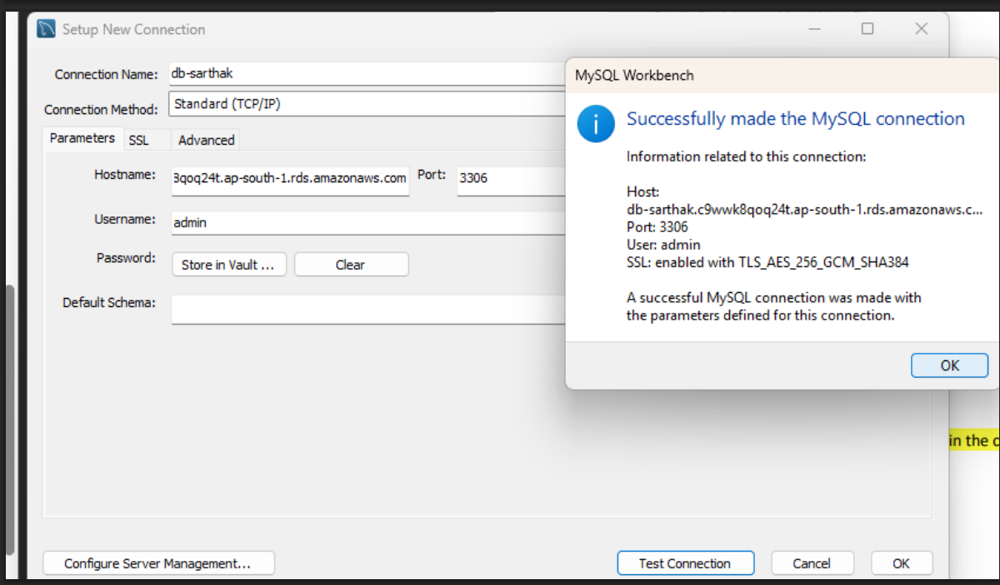 Setup New Connection
Connection Name: db-sarthak
Connection Method: Standard (TCP/IP)
Parameters SSL Advanced
Hostname: 8qoq24t.ap-south-1.rds.amazonaws.com Port: 3306
Username: admin
Password: Store in Vault ... Clear
Default Schema:
Configure Server Management...
Test Connection Cancel OK
MySQL Workbench
Successfully made the MySQL connection
Information related to this connection:
Host:
db-sarthak.c9wwk8qoq24t.ap-south-1.rds.amazonaws.c...
Port: 3306
User: admin
SSL: enabled with TLS_AES_256_GCM_SHA384
A successful MySQL connection was made with
the parameters defined for this connection.
OK
in the